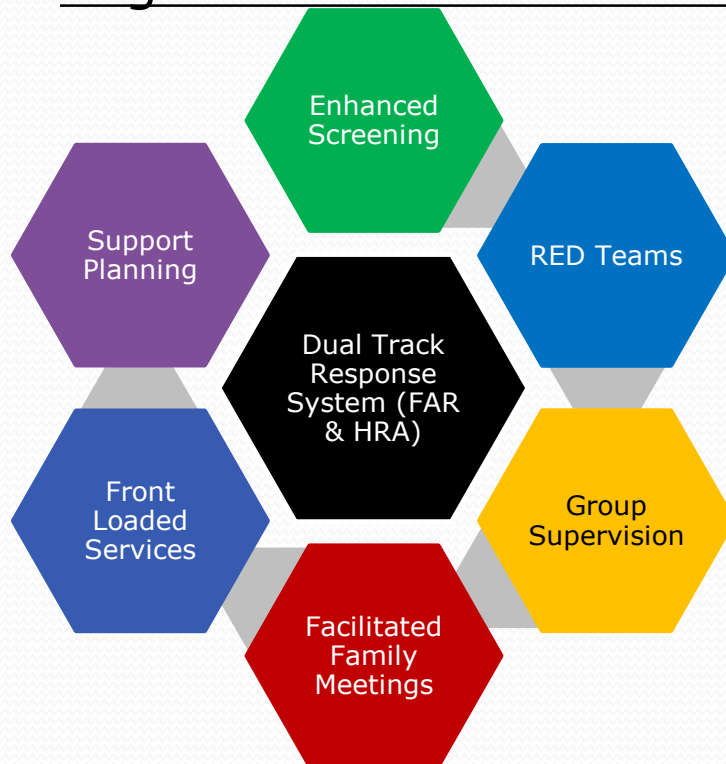 Enhanced
Screening
RED Teams
Support
Planning
Dual Track
Response
System (FAR
& HRA)
Group
Supervision
Front
Loaded
Services
Facilitated
Family
Meetings